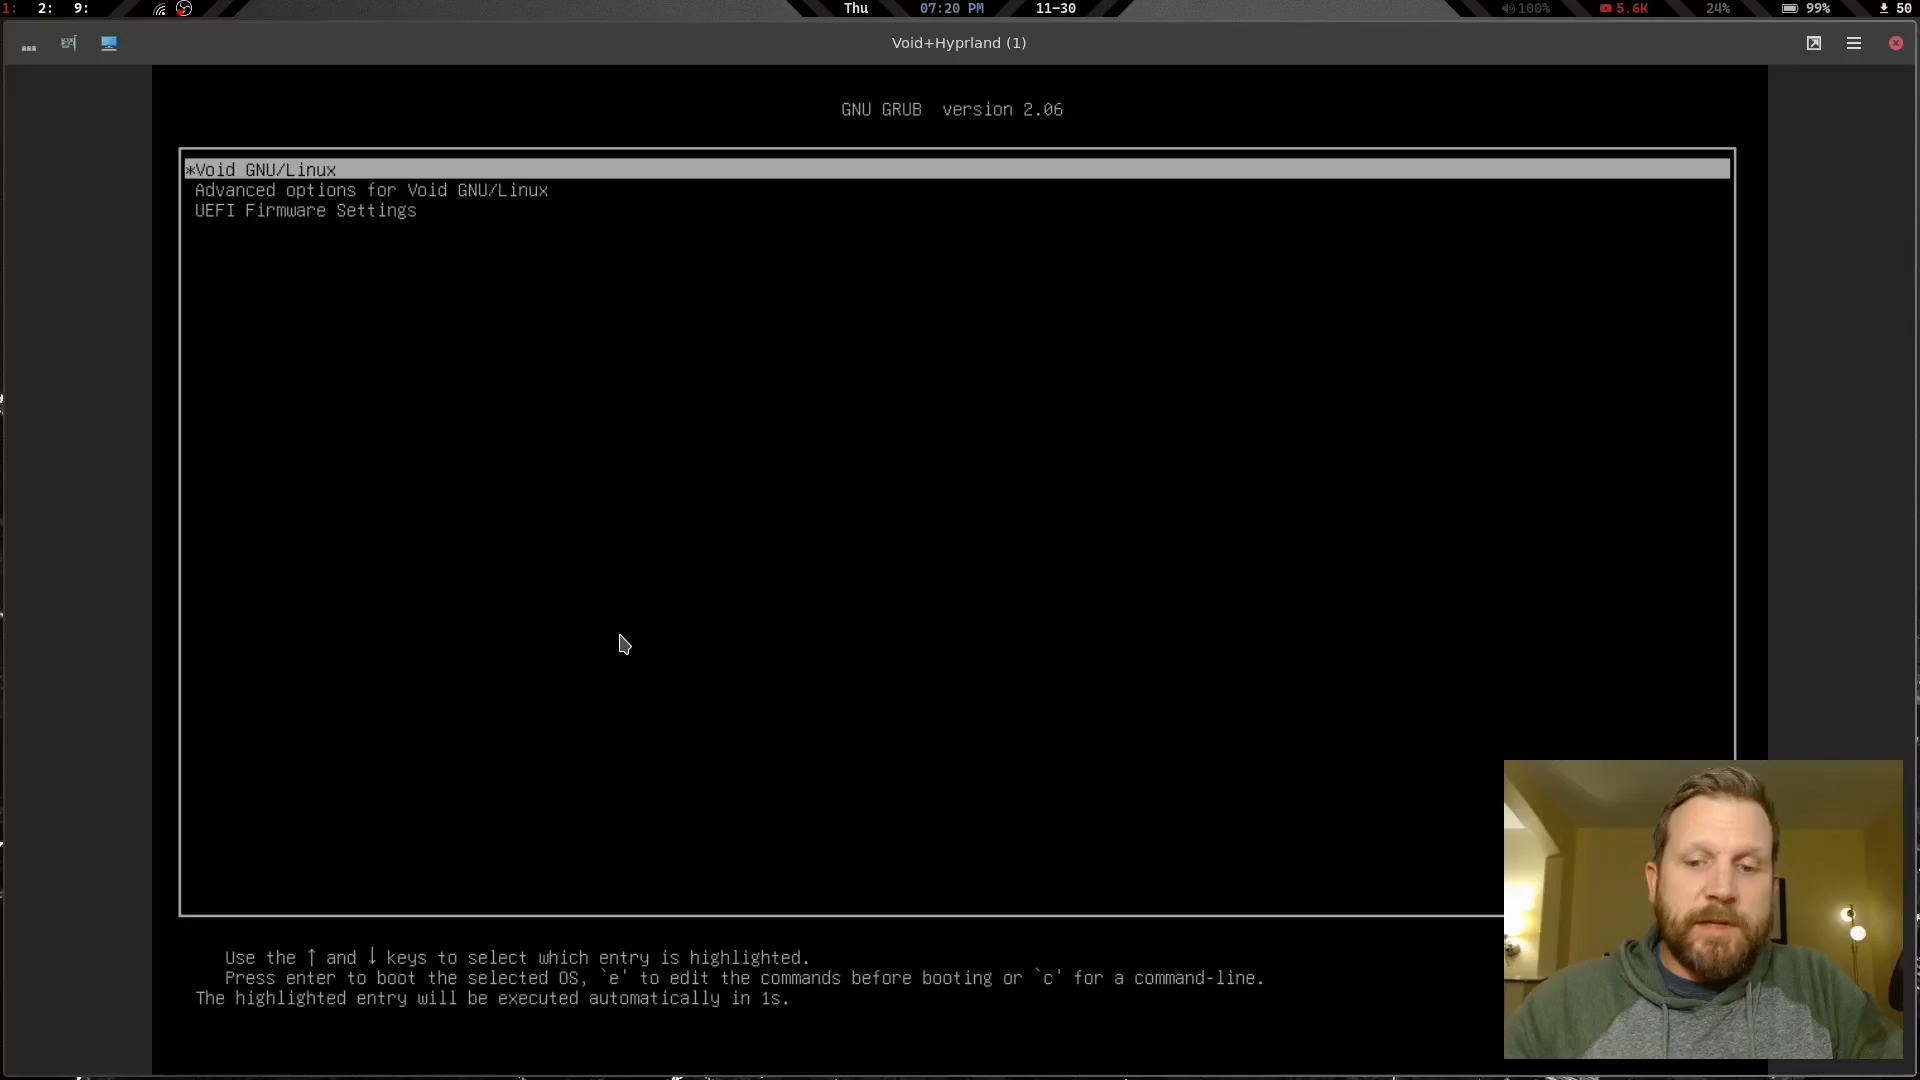 1: 2: 9: Thu 07:20 PM 11-30 100% 5.6K 24% 99% 50
Void+Hyprland (1)
GNU GRUB version 2.06
*Void GNU/Linux
Advanced options for Void GNU/Linux
UEFI Firmware Settings
Use the ↑ and ↓ keys to select which entry is highlighted.
Press enter to boot the selected OS, `e' to edit the commands before booting or `c' for a command-line.
The highlighted entry will be executed automatically in 1s.